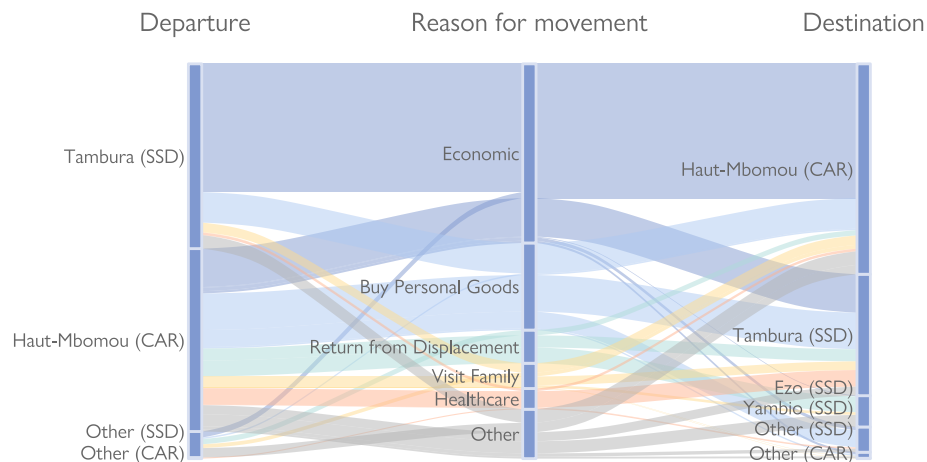 Departure
Reason for movement
Destination
Tambura (SSD)
Haut-Mbomou (CAR)
Other (SSD)
Other (CAR)
Economic
Buy Personal Goods
Return from Displacement
Visit Family
Healthcare
Other
Haut-Mbomou (CAR)
Tambura (SSD)
Ezo (SSD)
Yambio (SSD)
Other (SSD)
Other (CAR)